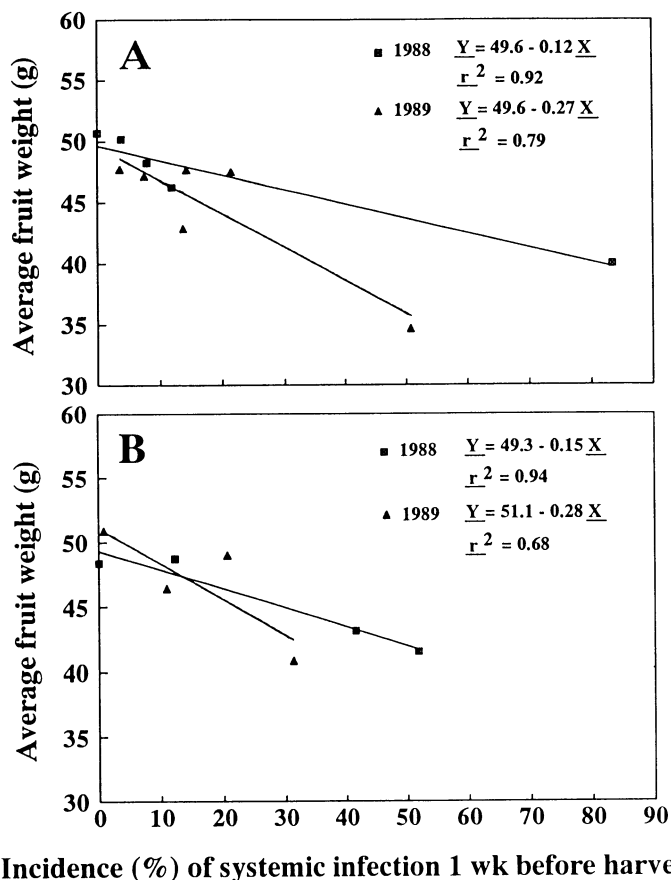 60
A
1988 Y = 49.6 - 0.12 X
r 2 = 0.92
55
1989 Y = 49.6 - 0.27 X
r 2 = 0.79
50
45
40
35
30
Average fruit weight (g)
60
B
1988 Y = 49.3 - 0.15 X
r 2 = 0.94
55
1989 Y = 51.1 - 0.28 X
r 2 = 0.68
50
45
40
35
30
Average fruit weight (g)
0 10 20 30 40 50 60 70 80 90
Incidence (%) of systemic infection 1 wk before harve